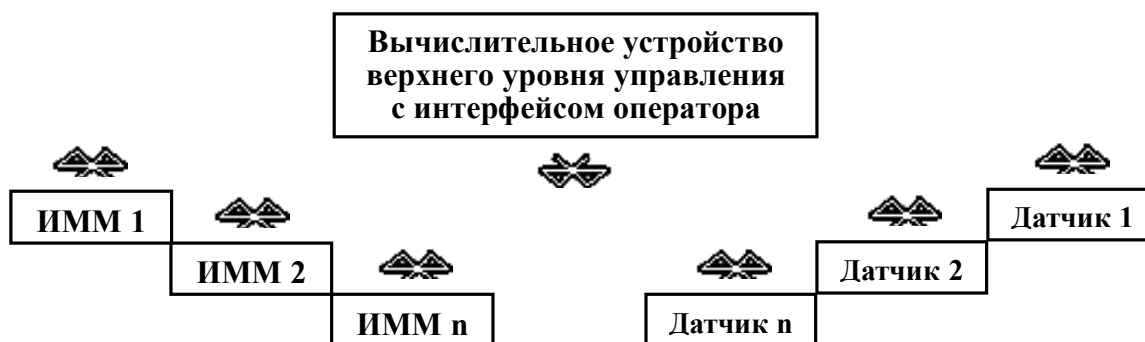 Вычислительное устройство
верхнего уровня управления
с интерфейсом оператора
ИММ 1
Датчик 1
ИММ 2
Датчик 2
ИММ n
Датчик n